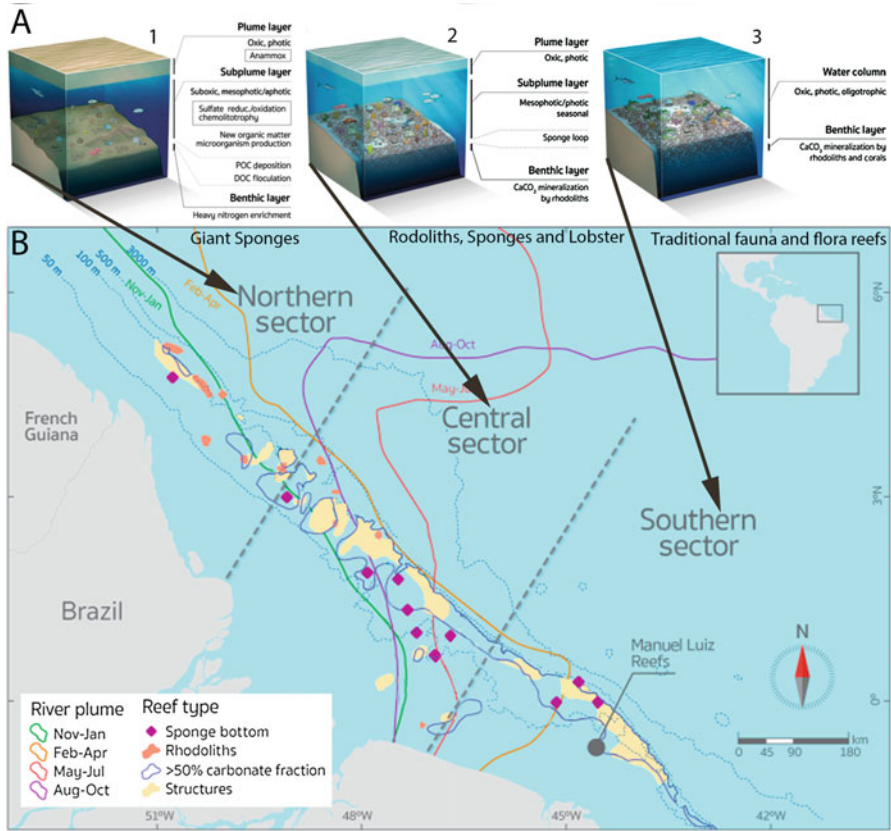 A
1
Plume layer
Oxic, photic
Anammox
Subplume layer
Suboxic, mesophotic/aphotic
Sulfate reduc./oxidation
chemolitotrophy
New organic matter
microorganism production
POC deposition
DOC floculation
Benthic layer
Heavy nitrogen enrichment
2
Plume layer
Oxic, photic
Subplume layer
Mesophotic/photic
seasonal
Sponge loop
Benthic layer
CaCO₃ mineralization
by rhodoliths
3
Water column
Oxic, photic, oligotrophic
Benthic layer
CaCO₃ mineralization by
rhodoliths and corals
B
Giant Sponges
Rodoliths, Sponges and Lobster
Traditional fauna and flora reefs
50 m
100 m
500 m
3000 m
Nov-Jan
Feb-Apr
Northern
sector
Aug-Oct
May-Jul
Central
sector
Southern
sector
6°N
3°N
0°
French
Guiana
Brazil
Manuel Luiz
Reefs
N
km
0 45 90 180
River plume
Nov-Jan
Feb-Apr
May-Jul
Aug-Oct
Reef type
Sponge bottom
Rhodoliths
>50% carbonate fraction
Structures
51°W
48°W
45°W
42°W